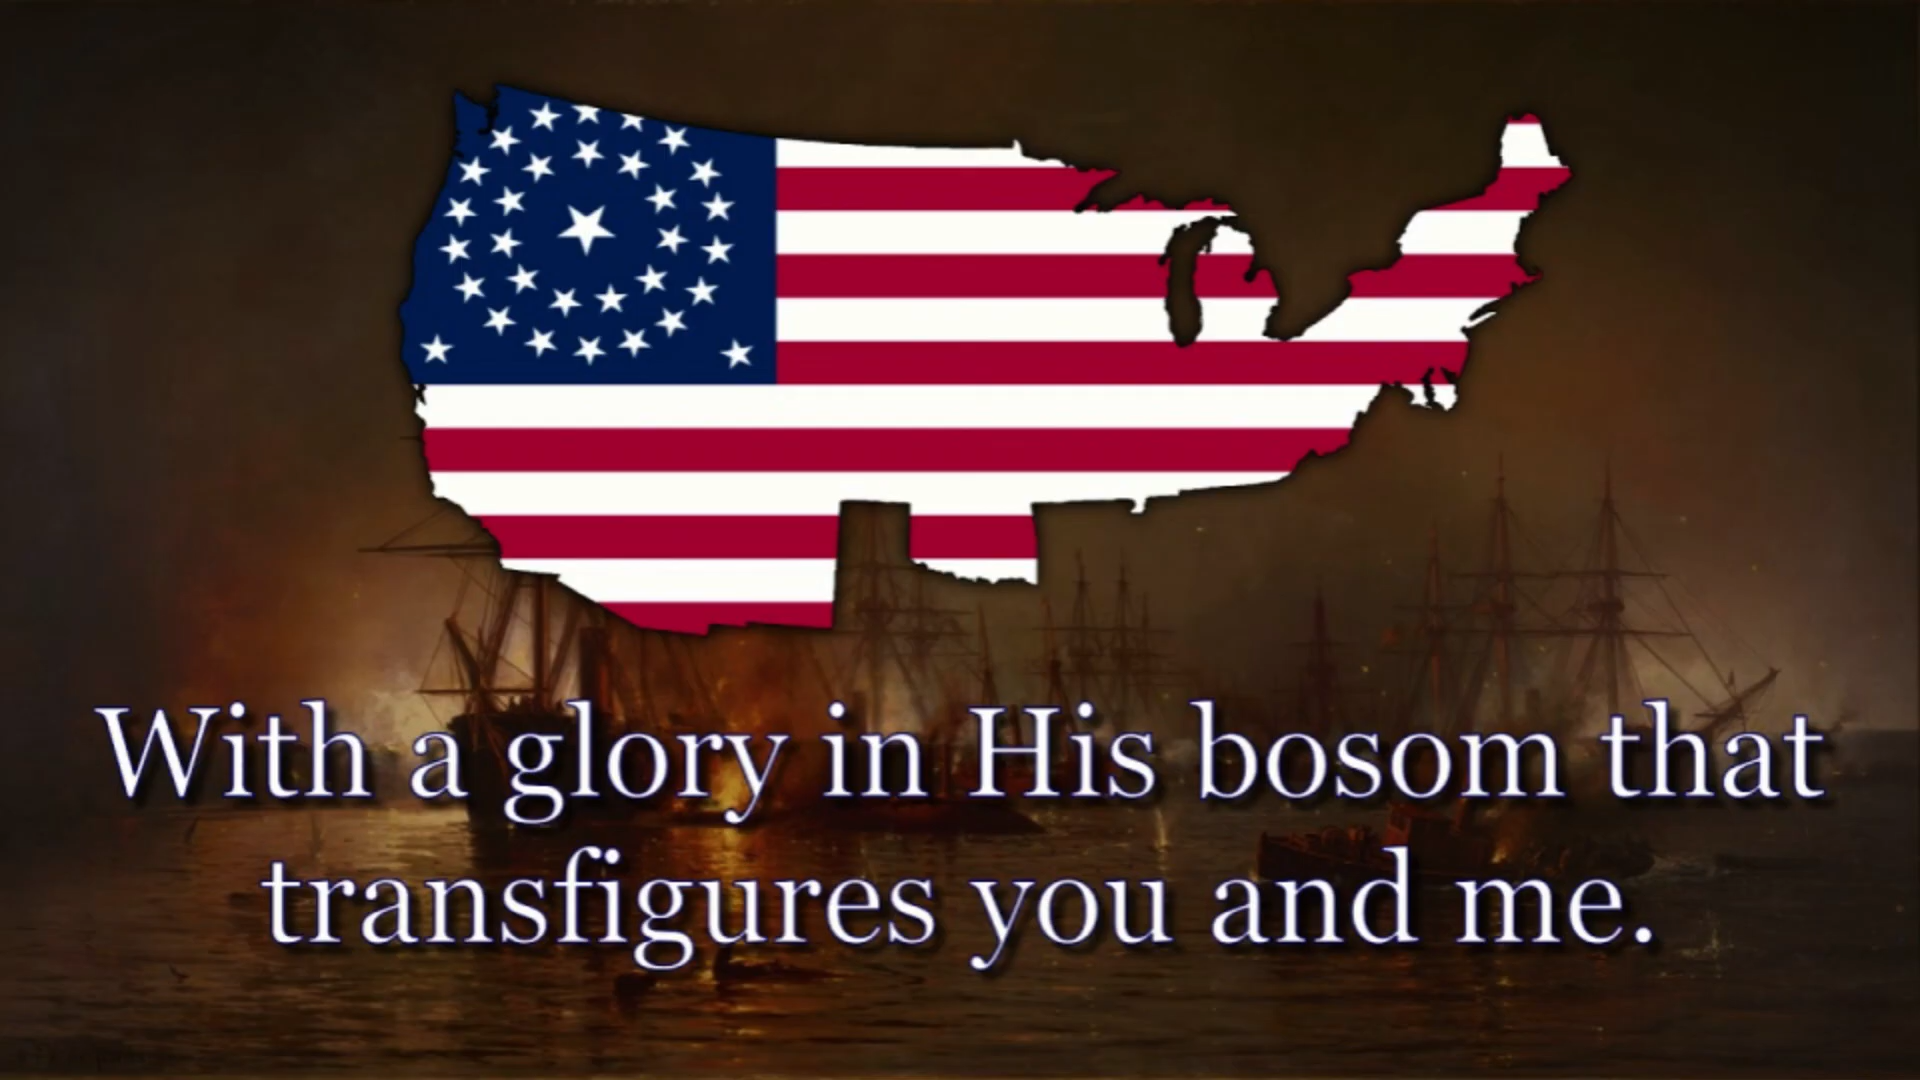 With a glory in His bosom that
transfigures you and me.